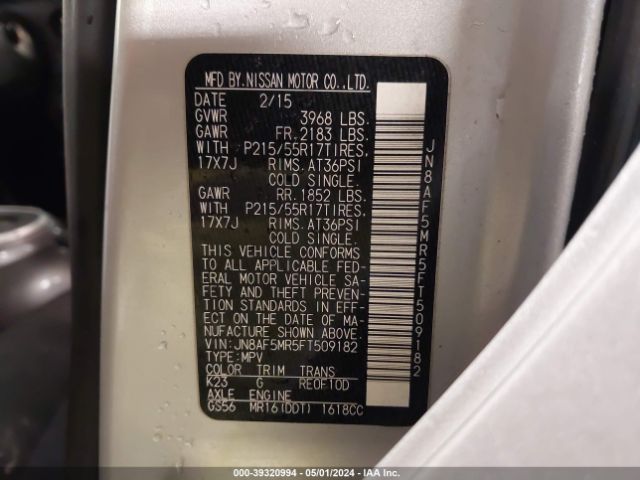 MFD BY.NISSAN MOTOR CO.,LTD.
DATE 2/15
GVWR 3968 LBS.
GAWR FR.2183 LBS.
WITH P215/55R17TIRES,
17X7J RIMS.AT36PSI
COLD SINGLE.
GAWR RR.1852 LBS.
WITH P215/55R17TIRES,
17X7J RIMS.AT36PSI
COLD SINGLE.
THIS VEHICLE CONFORMS
TO ALL APPLICABLE FED-
ERAL MOTOR VEHICLE SA-
FETY AND THEFT PREVEN-
TION STANDARDS IN EFF-
ECT ON THE DATE OF MA-
NUFACTURE SHOWN ABOVE.
VIN:JN8AF5MR5FT509182
TYPE:MPV
COLOR TRIM TRANS
K23 G RE0F10D
AXLE ENGINE
GS56 MR16(DDT) 1618CC
JN8AF5MR5FT509182
000-39320994 - 05/01/2024 - IAA Inc.